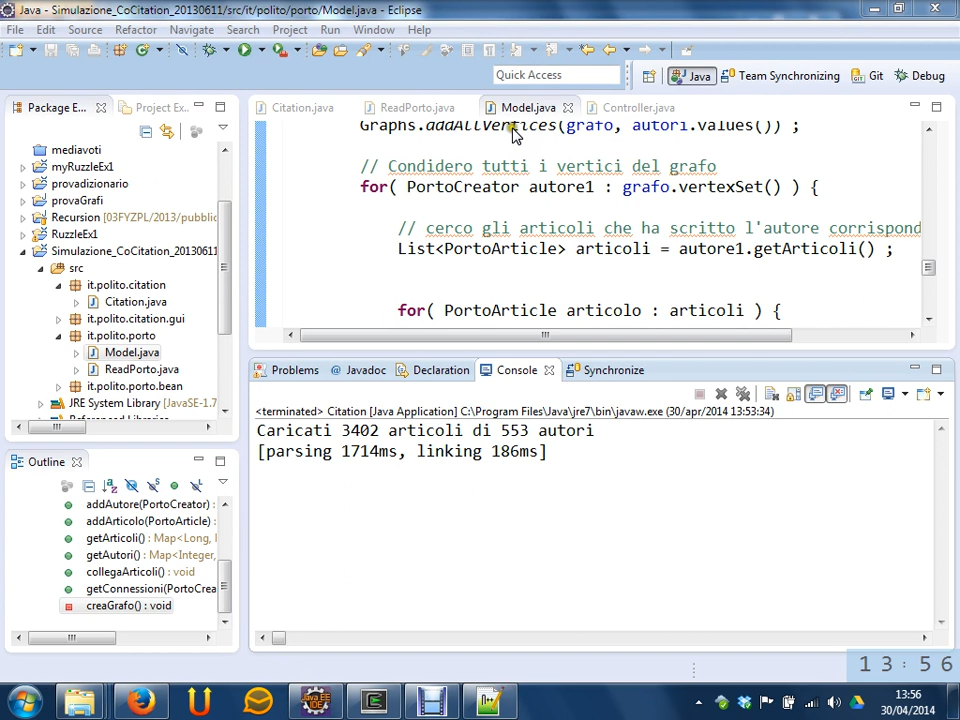 Java - Simulazione_CoCitation_20130611/src/it/polito/porto/Model.java - Eclipse
File Edit Source Refactor Navigate Search Project Run Window Help
Quick Access
Java Team Synchronizing Git Debug
Package E... Project Ex...
mediavoti
myRuzzleEx1
provadizionario
provaGrafi
Recursion [03FYZPL/2013/pubblic
RuzzleEx1
Simulazione_CoCitation_20130611
src
it.polito.citation
Citation.java
it.polito.citation.gui
it.polito.porto
Model.java
ReadPorto.java
it.polito.porto.bean
JRE System Library [JavaSE-1.7
Referenced Libraries
Citation.java ReadPorto.java Model.java Controller.java
Graphs.addAllVertices(grafo, autori.values()) ;
// Condidero tutti i vertici del grafo
for( PortoCreator autore1 : grafo.vertexSet() ) {
// cerco gli articoli che ha scritto l'autore corrispond
List<PortoArticle> articoli = autore1.getArticoli() ;
for( PortoArticle articolo : articoli ) {
Problems @ Javadoc Declaration Console Synchronize
<terminated> Citation [Java Application] C:\Program Files\Java\jre7\bin\javaw.exe (30/apr/2014 13:53:34)
Caricati 3402 articoli di 553 autori
[parsing 1714ms, linking 186ms]
Outline
addAutore(PortoCreator) :
addArticolo(PortoArticle) :
getArticoli() : Map<Long, 
getAutori() : Map<Integer,
collegaArticoli() : void
getConnessioni(PortoCrea
creaGrafo() : void
13:56
13:56
30/04/2014